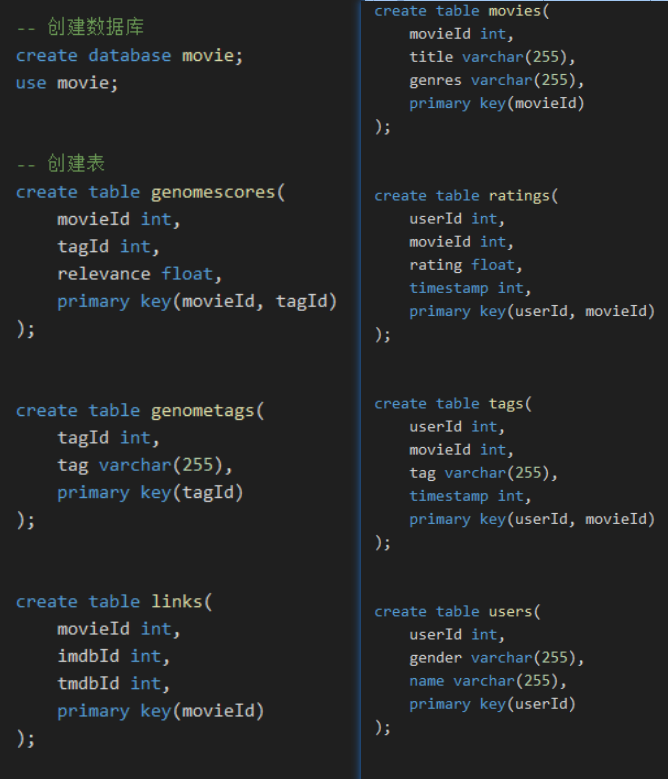 -- 创建数据库
create database movie;
use movie;
-- 创建表
create table genomescores(
movieId int,
tagId int,
relevance float,
primary key(movieId, tagId)
);
create table genometags(
tagId int,
tag varchar(255),
primary key(tagId)
);
create table links(
movieId int,
imdbId int,
tmdbId int,
primary key(movieId)
);
create table movies(
movieId int,
title varchar(255),
genres varchar(255),
primary key(movieId)
);
create table ratings(
userId int,
movieId int,
rating float,
timestamp int,
primary key(userId, movieId)
);
create table tags(
userId int,
movieId int,
tag varchar(255),
timestamp int,
primary key(userId, movieId)
);
create table users(
userId int,
gender varchar(255),
name varchar(255),
primary key(userId)
);